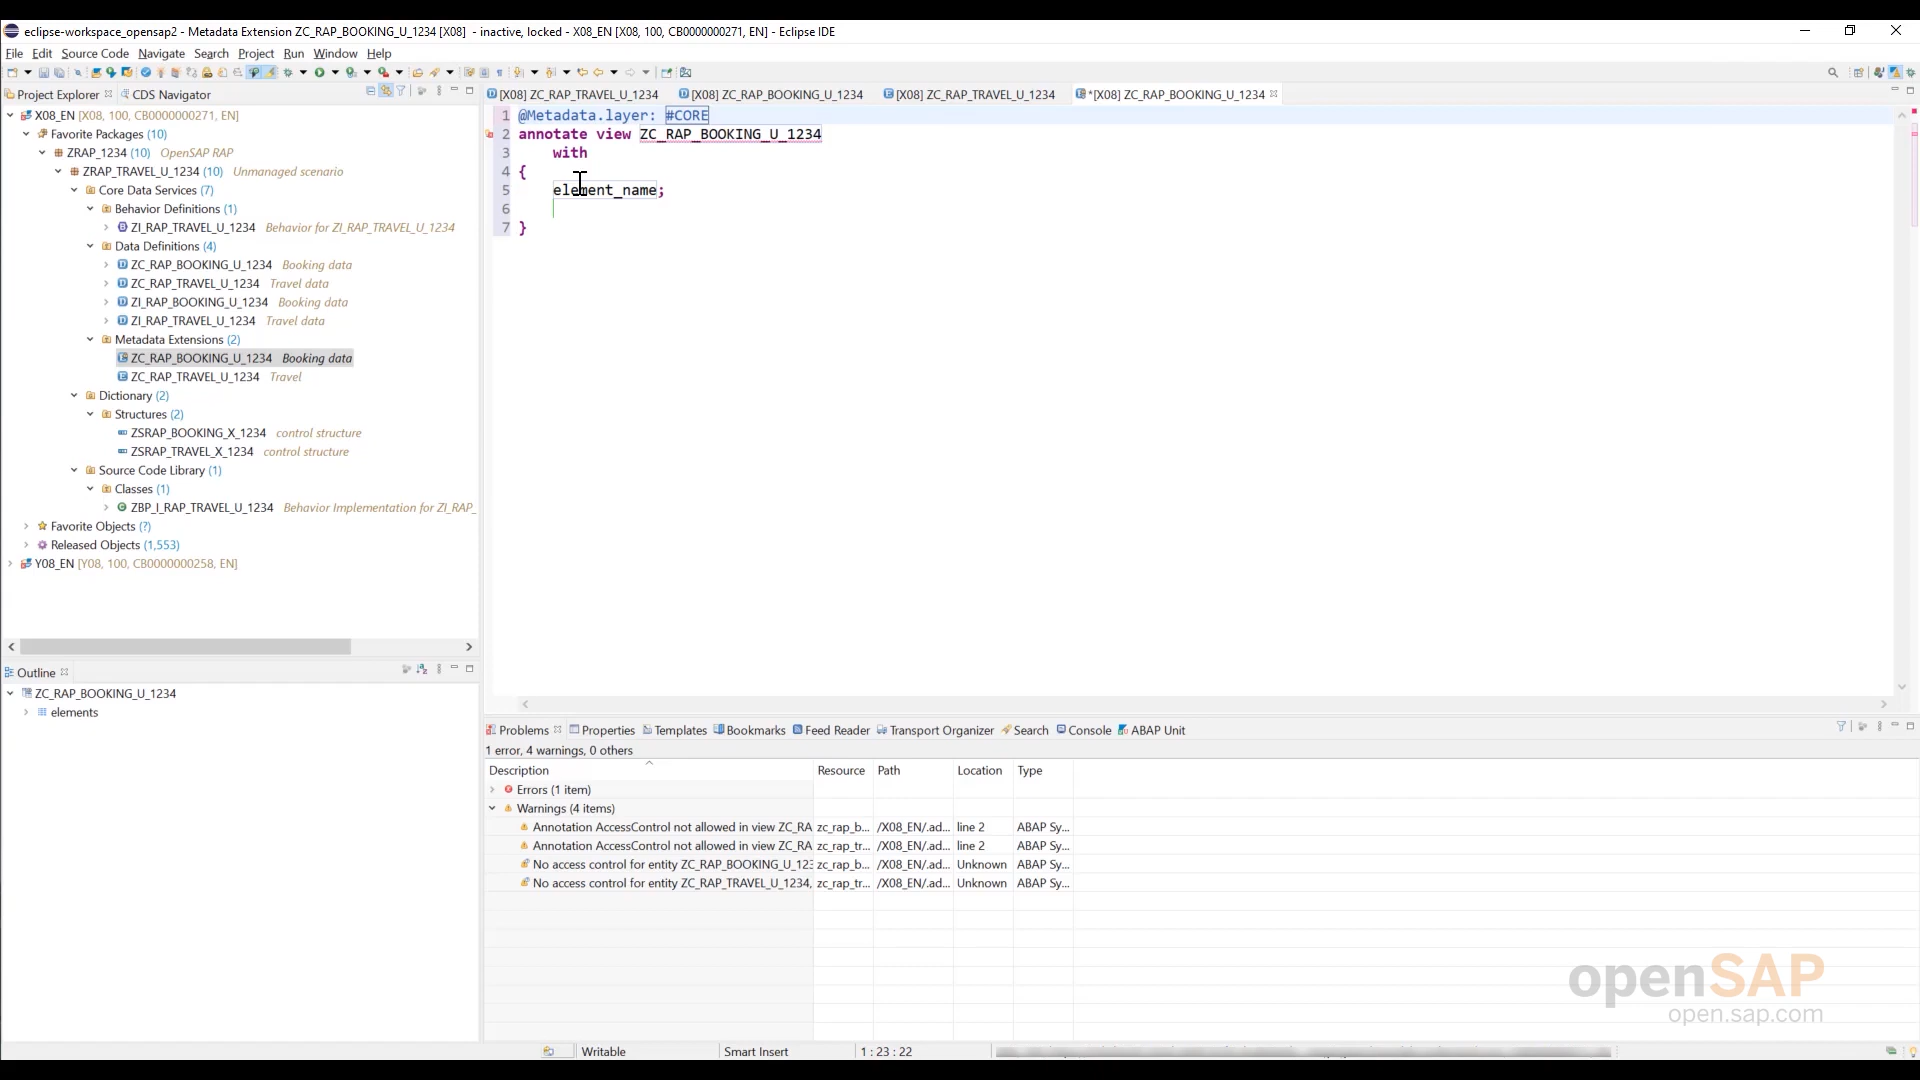 eclipse-workspace_opensap2 - Metadata Extension ZC_RAP_BOOKING_U_1234 [X08] - inactive, locked - X08_EN [X08, 100, CB0000000271, EN] - Eclipse IDE
File Edit Source Code Navigate Search Project Run Window Help
Project Explorer CDS Navigator
[X08] ZC_RAP_TRAVEL_U_1234 [X08] ZC_RAP_BOOKING_U_1234 [X08] ZC_RAP_TRAVEL_U_1234 *[X08] ZC_RAP_BOOKING_U_1234
X08_EN [X08, 100, CB0000000271, EN]
Favorite Packages (10)
ZRAP_1234 (10) OpenSAP RAP
ZRAP_TRAVEL_U_1234 (10) Unmanaged scenario
Core Data Services (7)
Behavior Definitions (1)
ZI_RAP_TRAVEL_U_1234 Behavior for ZI_RAP_TRAVEL_U_1234
Data Definitions (4)
ZC_RAP_BOOKING_U_1234 Booking data
ZC_RAP_TRAVEL_U_1234 Travel data
ZI_RAP_BOOKING_U_1234 Booking data
ZI_RAP_TRAVEL_U_1234 Travel data
Metadata Extensions (2)
ZC_RAP_BOOKING_U_1234 Booking data
ZC_RAP_TRAVEL_U_1234 Travel
Dictionary (2)
Structures (2)
ZSRAP_BOOKING_X_1234 control structure
ZSRAP_TRAVEL_X_1234 control structure
Source Code Library (1)
Classes (1)
ZBP_I_RAP_TRAVEL_U_1234 Behavior Implementation for ZI_RAP_
Favorite Objects (?)
Released Objects (1,553)
Y08_EN [Y08, 100, CB0000000258, EN]
1 @Metadata.layer: #CORE
2 annotate view ZC_RAP_BOOKING_U_1234
3 with
4 {
5 element_name;
6
7 }
Outline
ZC_RAP_BOOKING_U_1234
elements
Problems Properties Templates Bookmarks Feed Reader Transport Organizer Search Console ABAP Unit
1 error, 4 warnings, 0 others
Description Resource Path Location Type
Errors (1 item)
Warnings (4 items)
Annotation AccessControl not allowed in view ZC_RA zc_rap_b... /X08_EN/.ad... line 2 ABAP Sy...
Annotation AccessControl not allowed in view ZC_RA zc_rap_tr... /X08_EN/.ad... line 2 ABAP Sy...
No access control for entity ZC_RAP_BOOKING_U_123 zc_rap_b... /X08_EN/.ad... Unknown ABAP Sy...
No access control for entity ZC_RAP_TRAVEL_U_1234, zc_rap_tr... /X08_EN/.ad... Unknown ABAP Sy...
openSAP
open.sap.com
Writable Smart Insert 1 : 23 : 22